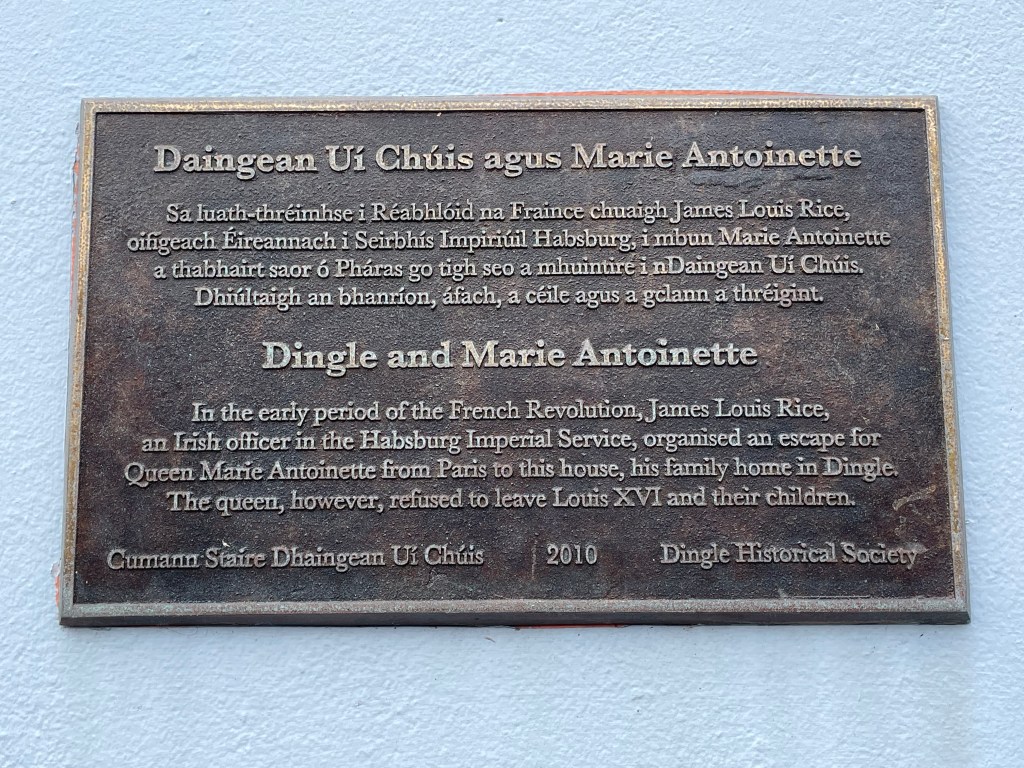 Daingean Uí Chúis agus Marie Antoinette
Sa luath-thréimhse i Réabhlóid na Fraince chuaigh James Louis Rice,
oifigeach Éireannach i Seirbhís Impiriúil Habsburg, i mbun Marie Antoinette
a thabhairt saor ó Pháras go tigh seo a mhuintire i nDaingean Uí Chúis.
Dhiúltaigh an bhanríon, áfach, a céile agus a gclann a thréigint.
Dingle and Marie Antoinette
In the early period of the French Revolution, James Louis Rice,
an Irish officer in the Habsburg Imperial Service, organised an escape for
Queen Marie Antoinette from Paris to this house, his family home in Dingle.
The queen, however, refused to leave Louis XVI and their children.
Cumann Staire Dhaingean Uí Chúis 2010 Dingle Historical Society